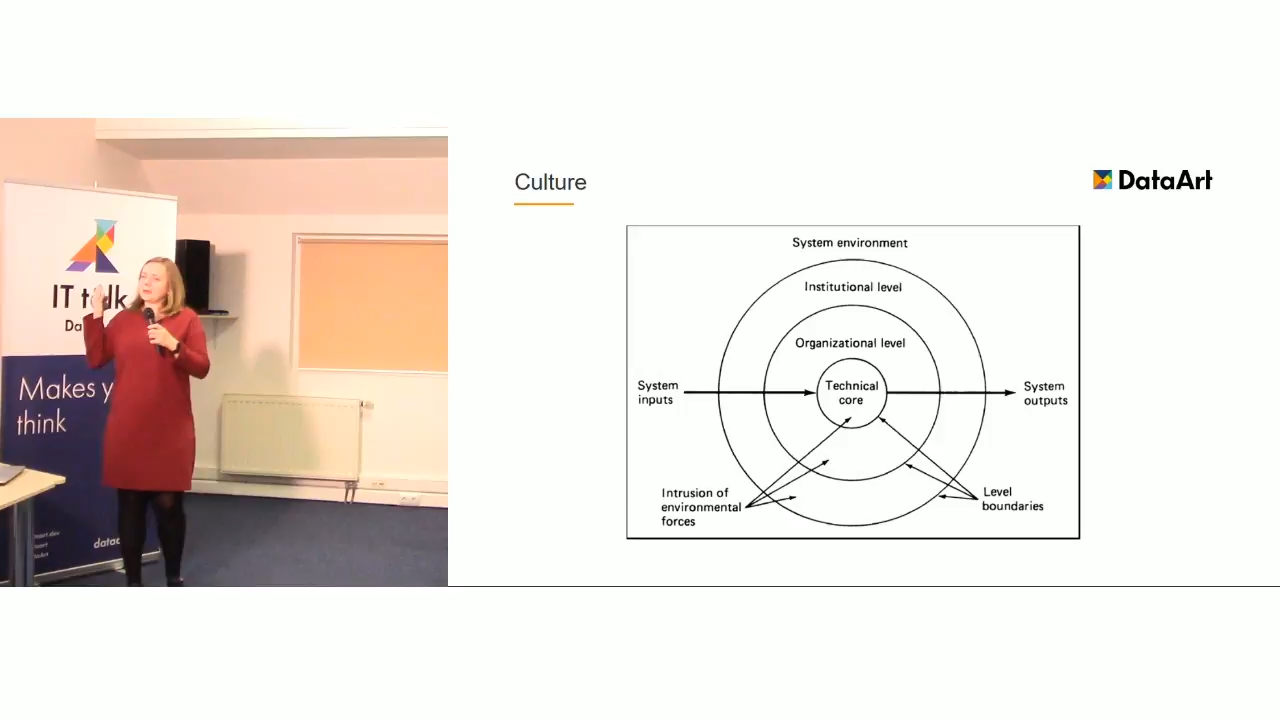 IT talk
Makes y
think
Culture
DataArt
System environment
Institutional level
Organizational level
Technical
core
System
inputs
System
outputs
Intrusion of
environmental
forces
Level
boundaries